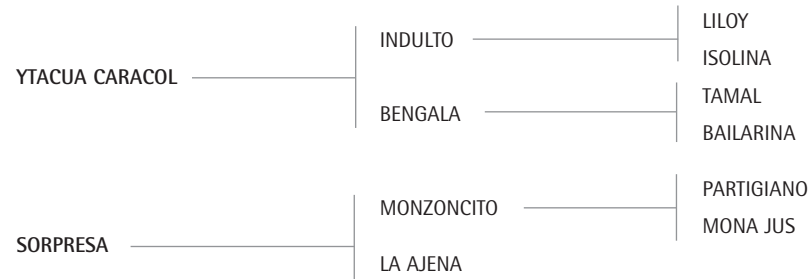 YTACUA CARACOL
INDULTO
LILOY
ISOLINA
BENGALA
TAMAL
BAILARINA
SORPRESA
MONZONCITO
PARTIGIANO
MONA JUS
LA AJENA